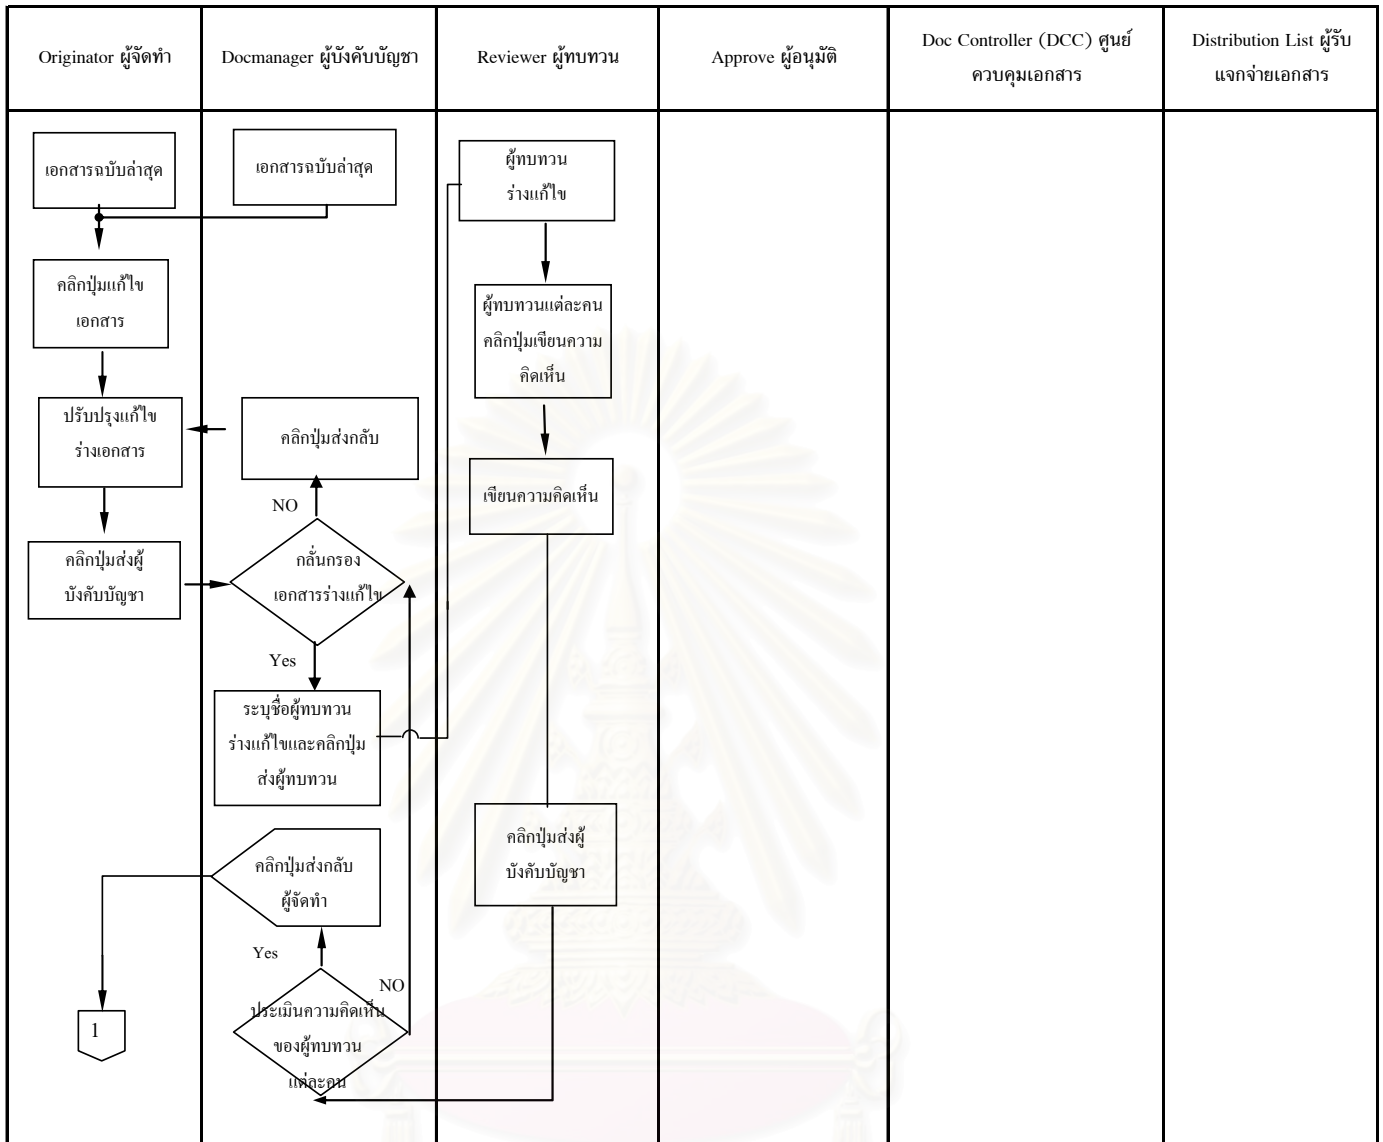 Originator ผู้จัดทำ
Docmanager ผู้บังคับบัญชา
Reviewer ผู้ทบทวน
Approve ผู้อนุมัติ
Doc Controller (DCC) ศูนย์
ควบคุมเอกสาร
Distribution List ผู้รับ
แจกจ่ายเอกสาร
เอกสารฉบับล่าสุด
คลิกปุ่มแก้ไข
เอกสาร
ปรับปรุงแก้ไข
ร่างเอกสาร
คลิกปุ่มส่งผู้
บังคับบัญชา
1
เอกสารฉบับล่าสุด
คลิกปุ่มส่งกลับ
NO
กลั่นกรอง
เอกสารร่างแก้ไข
Yes
ระบุชื่อผู้ทบทวน
ร่างแก้ไขและคลิกปุ่ม
ส่งผู้ทบทวน
คลิกปุ่มส่งกลับ
ผู้จัดทำ
Yes
NO
ประเมินความคิดเห็น
ของผู้ทบทวน
แต่ละคน
ผู้ทบทวน
ร่างแก้ไข
ผู้ทบทวนแต่ละคน
คลิกปุ่มเขียนความ
คิดเห็น
เขียนความคิดเห็น
คลิกปุ่มส่งผู้
บังคับบัญชา